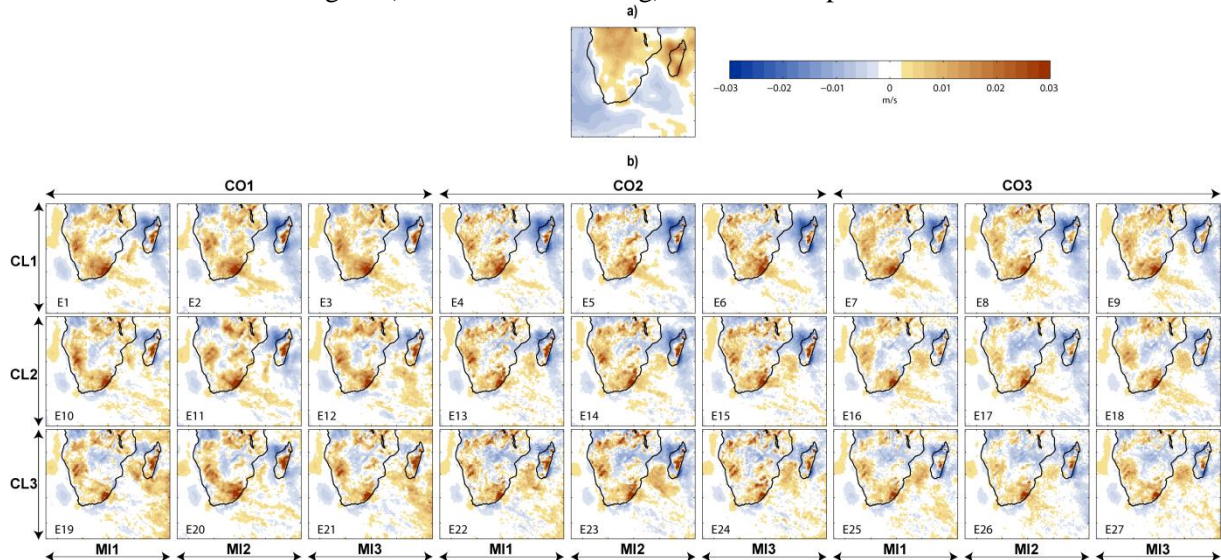 a)
−0.03 −0.02 −0.01 0 0.01 0.02 0.03
m/s
b)
CO1 CO2 CO3
CL1
E1 E2 E3 E4 E5 E6 E7 E8 E9
CL2
E10 E11 E12 E13 E14 E15 E16 E17 E18
CL3
E19 E20 E21 E22 E23 E24 E25 E26 E27
MI1 MI2 MI3 MI1 MI2 MI3 MI1 MI2 MI3